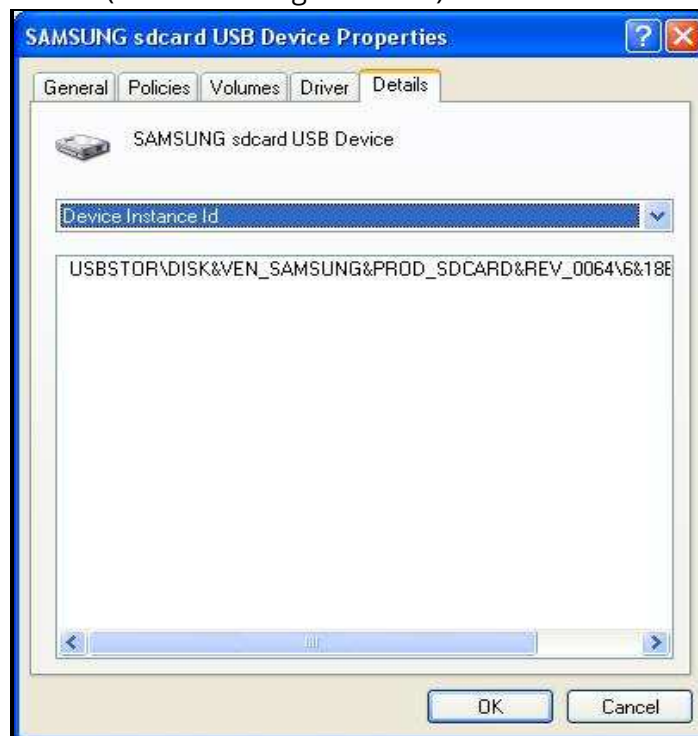 SAMSUNG sdcard USB Device Properties
General Policies Volumes Driver Details
SAMSUNG sdcard USB Device
Device Instance Id
USBSTOR\DISK&VEN_SAMSUNG&PROD_SDCARD&REV_0064\6&18
OK Cancel